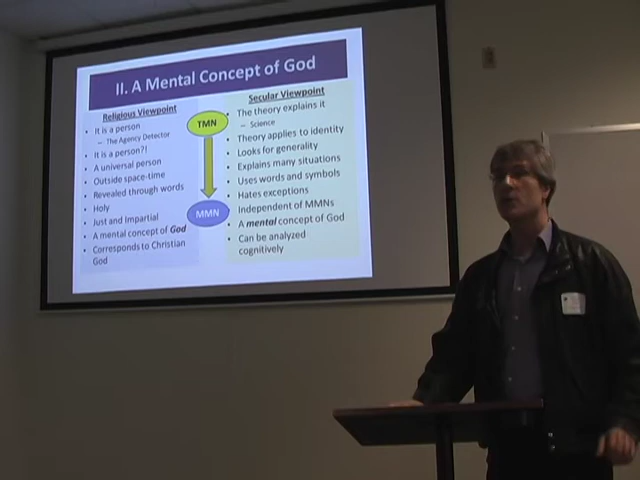 II. A Mental Concept of God
Religious Viewpoint
• It is a person
– The Agency Detector
• It is a person?!
• A universal person
• Outside space-time
• Revealed through words
• Holy
• Just and Impartial
• A mental concept of God
• Corresponds to Christian
God
TMN
MMN
Secular Viewpoint
• The theory explains it
– Science
• Theory applies to identity
• Looks for generality
• Explains many situations
• Uses words and symbols
• Hates exceptions
• Independent of MMNs
• A mental concept of God
• Can be analyzed
cognitively